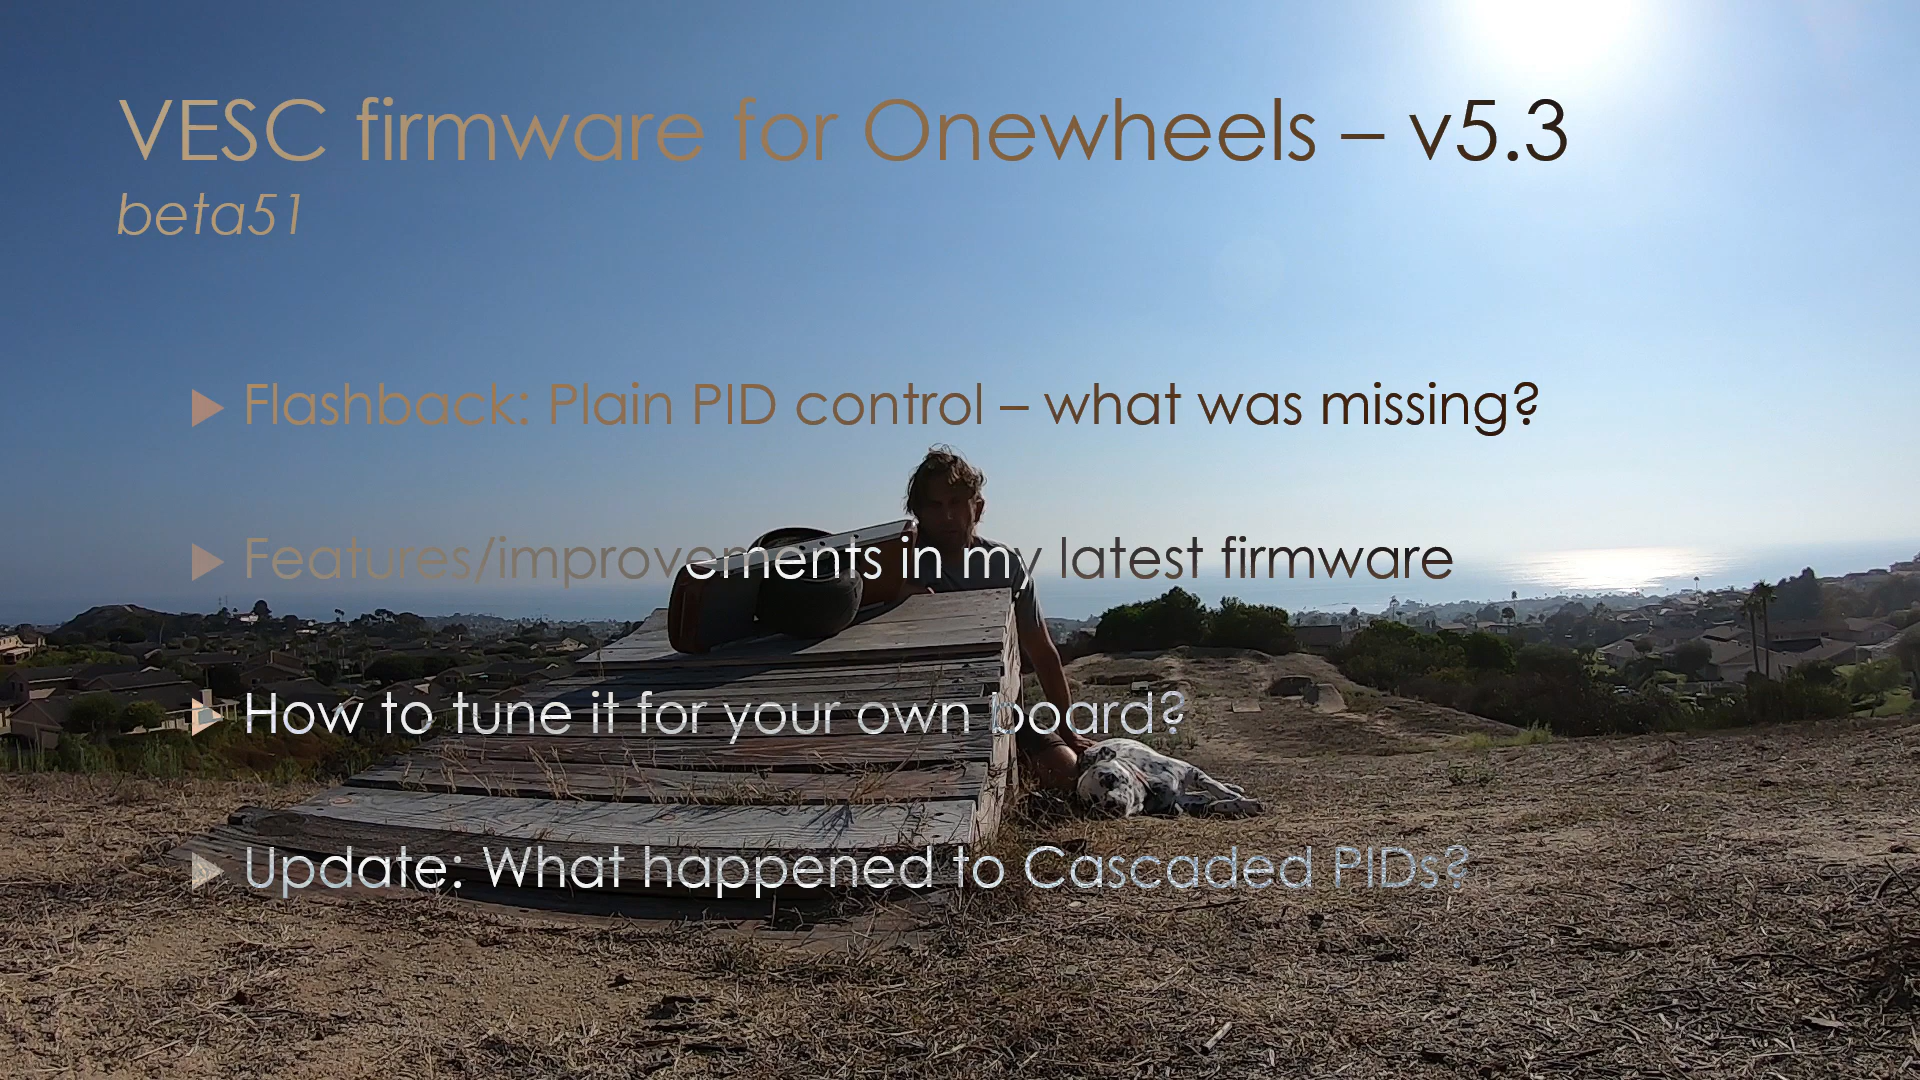 VESC firmware for Onewheels – v5.3
beta51
Flashback: Plain PID control – what was missing?
Features/improvements in my latest firmware
How to tune it for your own board?
Update: What happened to Cascaded PIDs?